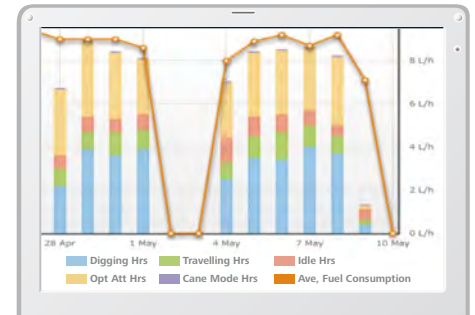 8 L/h
6 L/h
4 L/h
2 L/h
0 L/h
28 Apr 1 May 4 May 7 May 10 May
Digging Hrs Travelling Hrs Idle Hrs
Opt Att Hrs Cane Mode Hrs Ave, Fuel Consumption